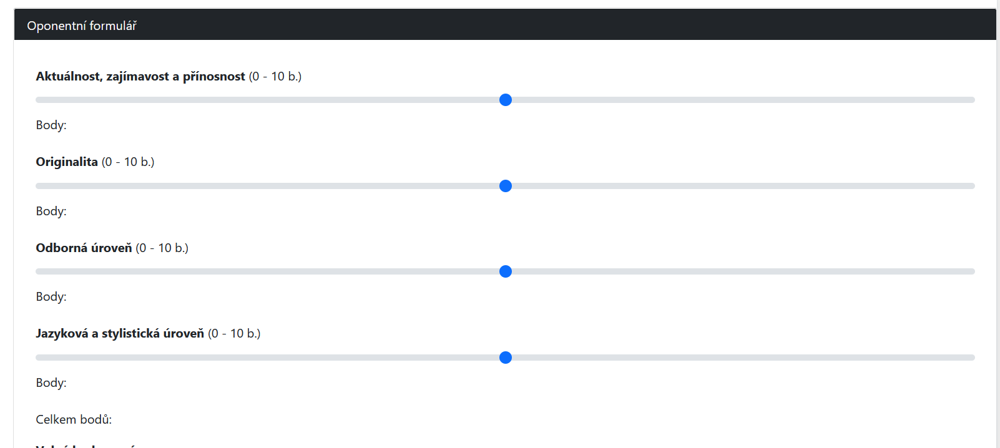 Oponentní formulář
Aktuálnost, zajímavost a přínosnost (0 - 10 b.)
Body:
Originalita (0 - 10 b.)
Body:
Odborná úroveň (0 - 10 b.)
Body:
Jazyková a stylistická úroveň (0 - 10 b.)
Body:
Celkem bodů: